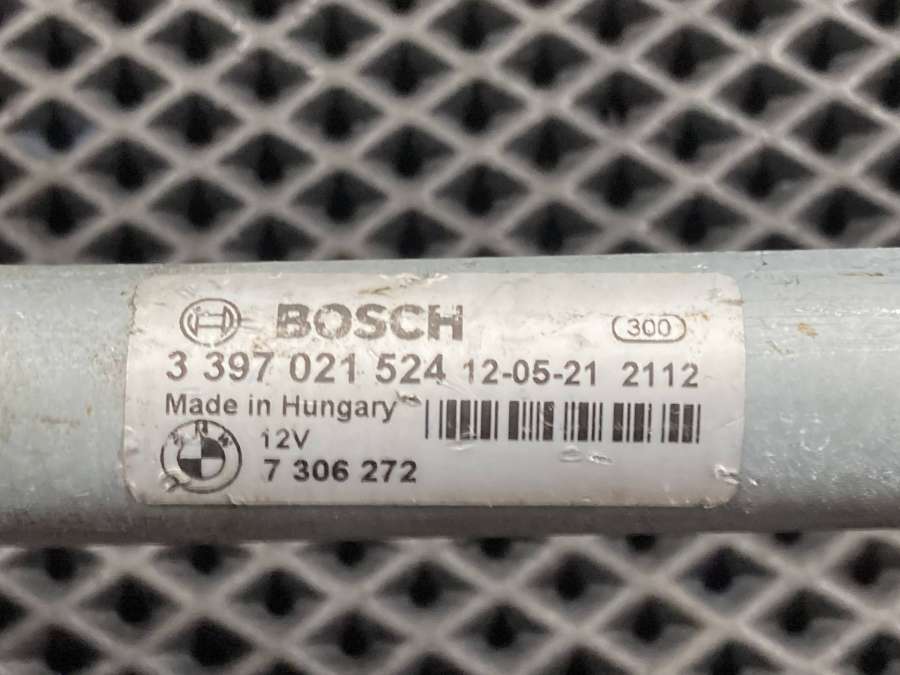 BOSCH 300
3 397 021 524 12-05-21 2112
Made in Hungary
12V
7 306 272